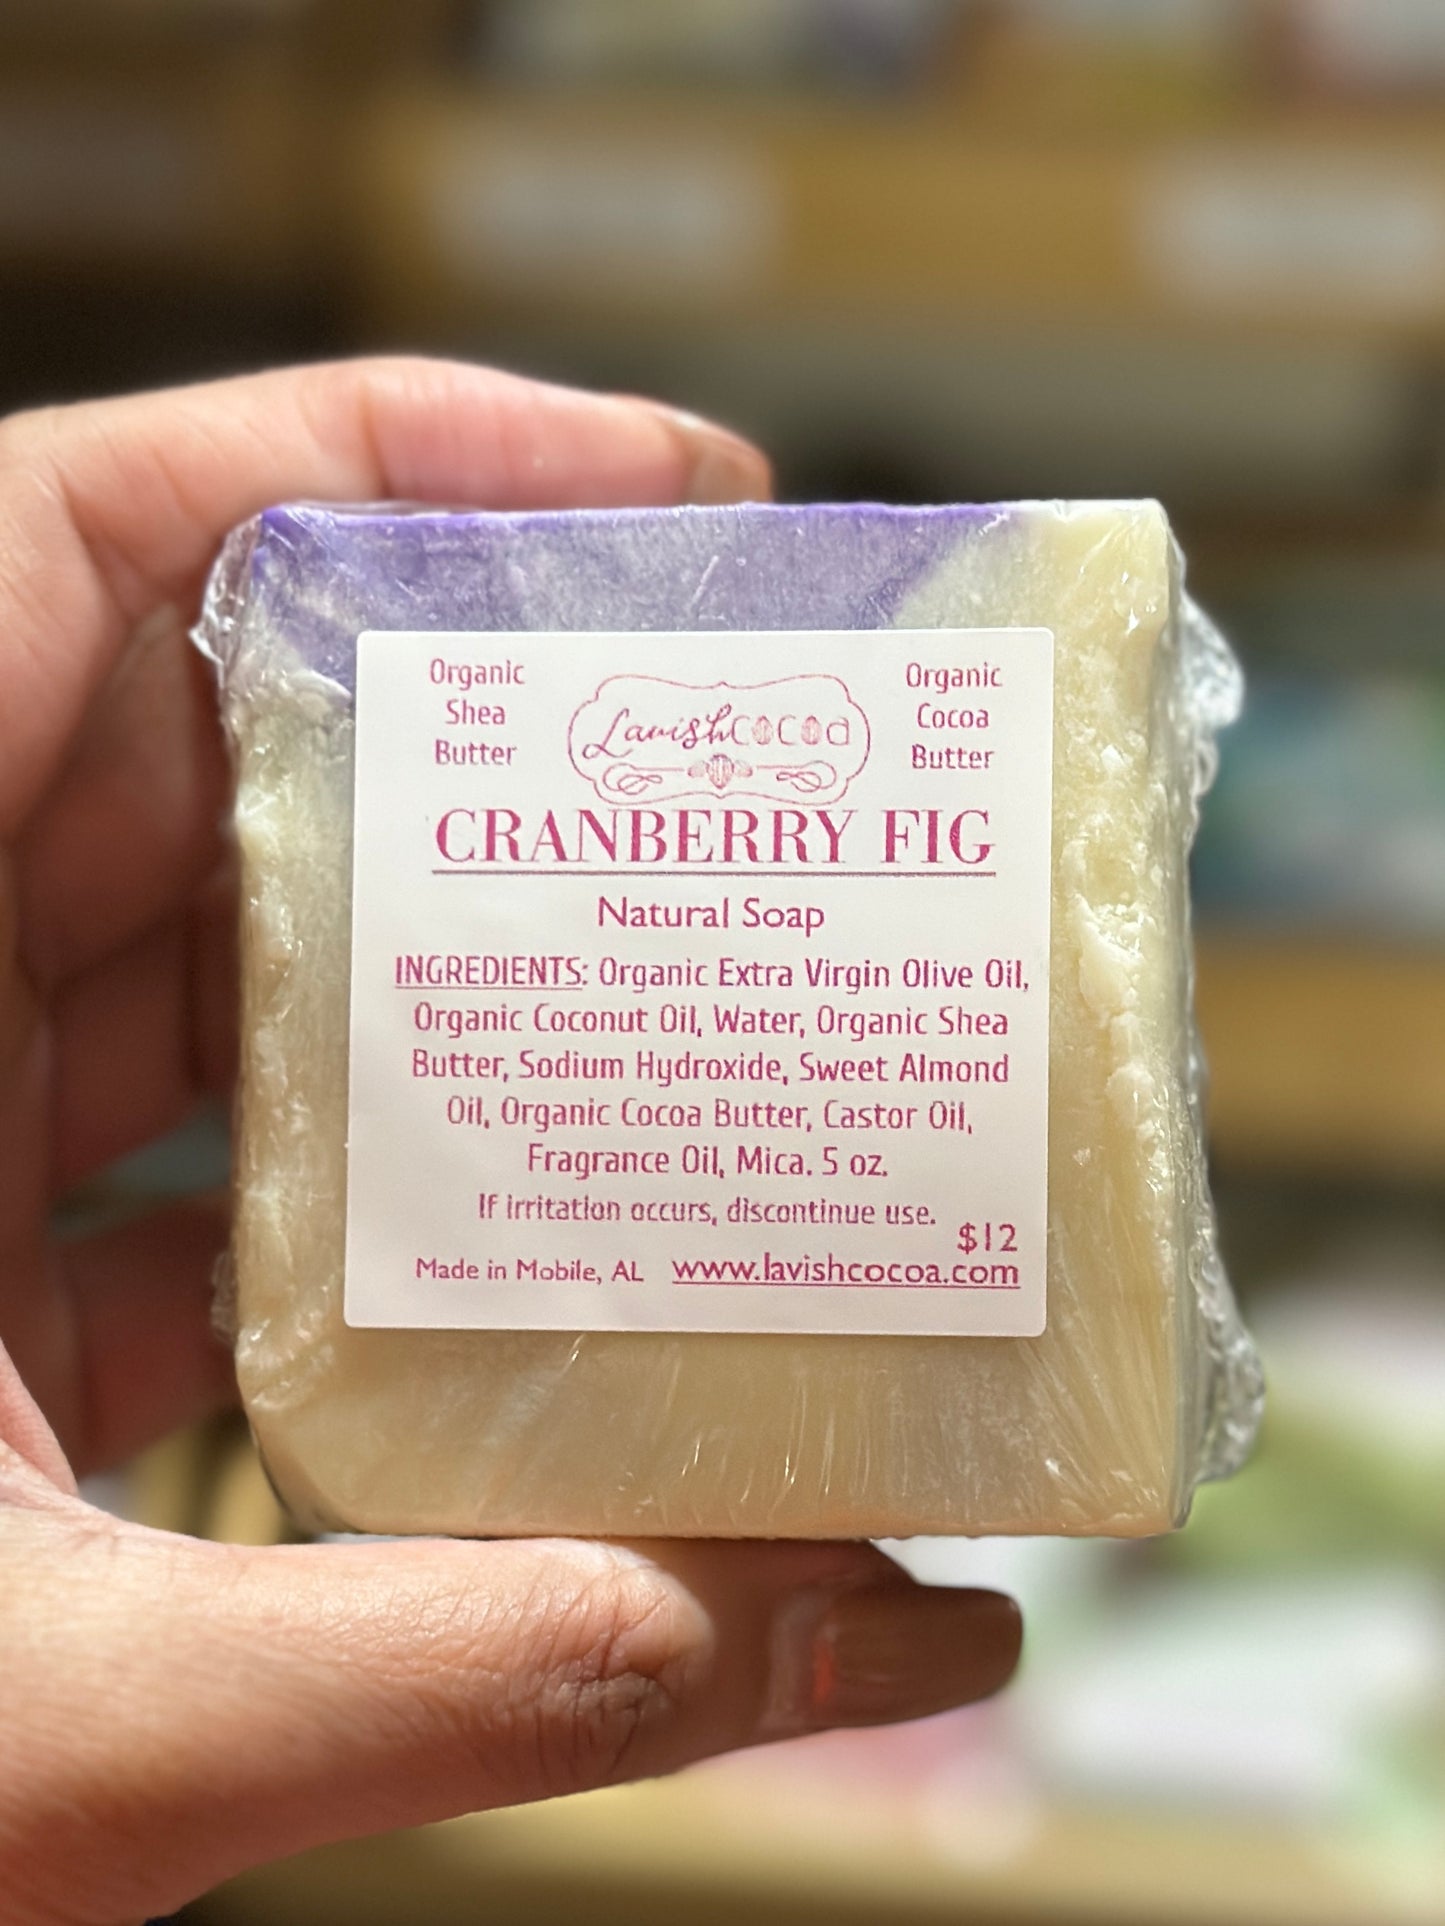 Organic
Shea
Butter
LavishCOCOa
Organic
Cocoa
Butter
CRANBERRY FIG
Natural Soap
INGREDIENTS: Organic Extra Virgin Olive Oil,
Organic Coconut Oil, Water, Organic Shea
Butter, Sodium Hydroxide, Sweet Almond
Oil, Organic Cocoa Butter, Castor Oil,
Fragrance Oil, Mica. 5 oz.
If irritation occurs, discontinue use.
$12
Made in Mobile, AL www.lavishcocoa.com